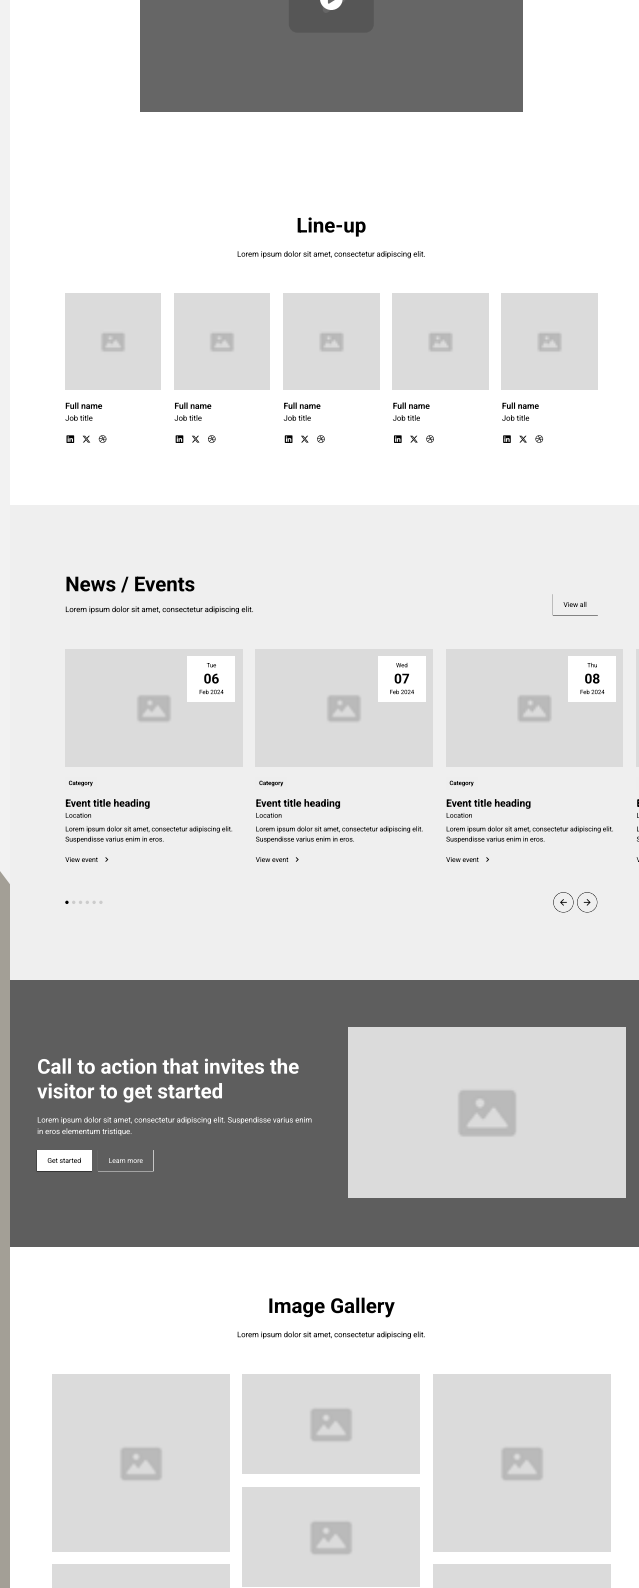 Line-up
Lorem ipsum dolor sit amet, consectetur adipiscing elit.
Full name
Job title
Full name
Job title
Full name
Job title
Full name
Job title
Full name
Job title
News / Events
Lorem ipsum dolor sit amet, consectetur adipiscing elit.
View all
Tue
06
Feb 2024
Category
Event title heading
Location
Lorem ipsum dolor sit amet, consectetur adipiscing elit.
Suspendisse varius enim in eros.
View event
Wed
07
Feb 2024
Category
Event title heading
Location
Lorem ipsum dolor sit amet, consectetur adipiscing elit.
Suspendisse varius enim in eros.
View event
Thu
08
Feb 2024
Category
Event title heading
Location
Lorem ipsum dolor sit amet, consectetur adipiscing elit.
Suspendisse varius enim in eros.
View event
Call to action that invites the
visitor to get started
Lorem ipsum dolor sit amet, consectetur adipiscing elit. Suspendisse varius enim
in eros elementum tristique.
Get started
Learn more
Image Gallery
Lorem ipsum dolor sit amet, consectetur adipiscing elit.